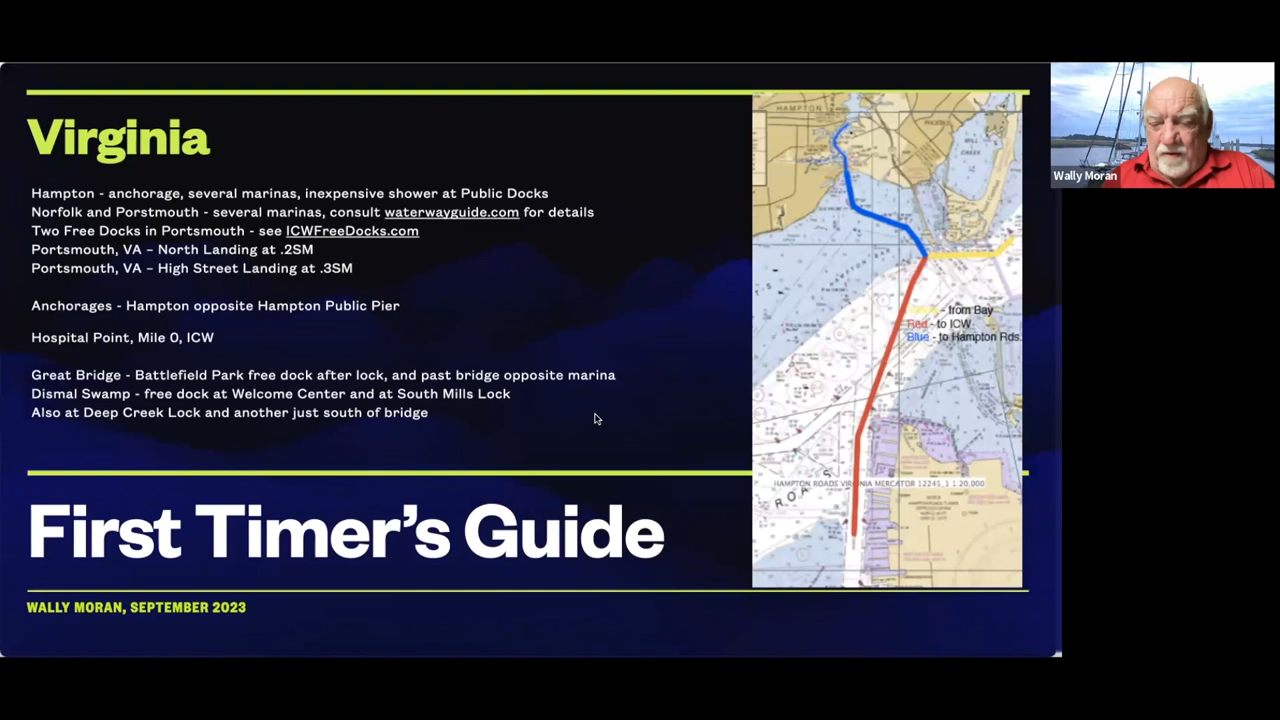 Virginia
Hampton - anchorage, several marinas, inexpensive shower at Public Docks
Norfolk and Porstmouth - several marinas, consult waterwayguide.com for details
Two Free Docks in Portsmouth - see ICWFreeDocks.com
Portsmouth, VA – North Landing at .2SM
Portsmouth, VA – High Street Landing at .3SM
Anchorages - Hampton opposite Hampton Public Pier
Hospital Point, Mile 0, ICW
Great Bridge - Battlefield Park free dock after lock, and past bridge opposite marina
Dismal Swamp - free dock at Welcome Center and at South Mills Lock
Also at Deep Creek Lock and another just south of bridge
First Timer's Guide
WALLY MORAN, SEPTEMBER 2023
HAMPTON
MILL
CREEK
HAMPTON BAR
Yellow - from Bay
Red - to ICW
Blue - to Hampton Rds.
HAMPTON ROADS VIRGINIA MERCATOR 12245_1 1:20,000
ROADS
Wally Moran